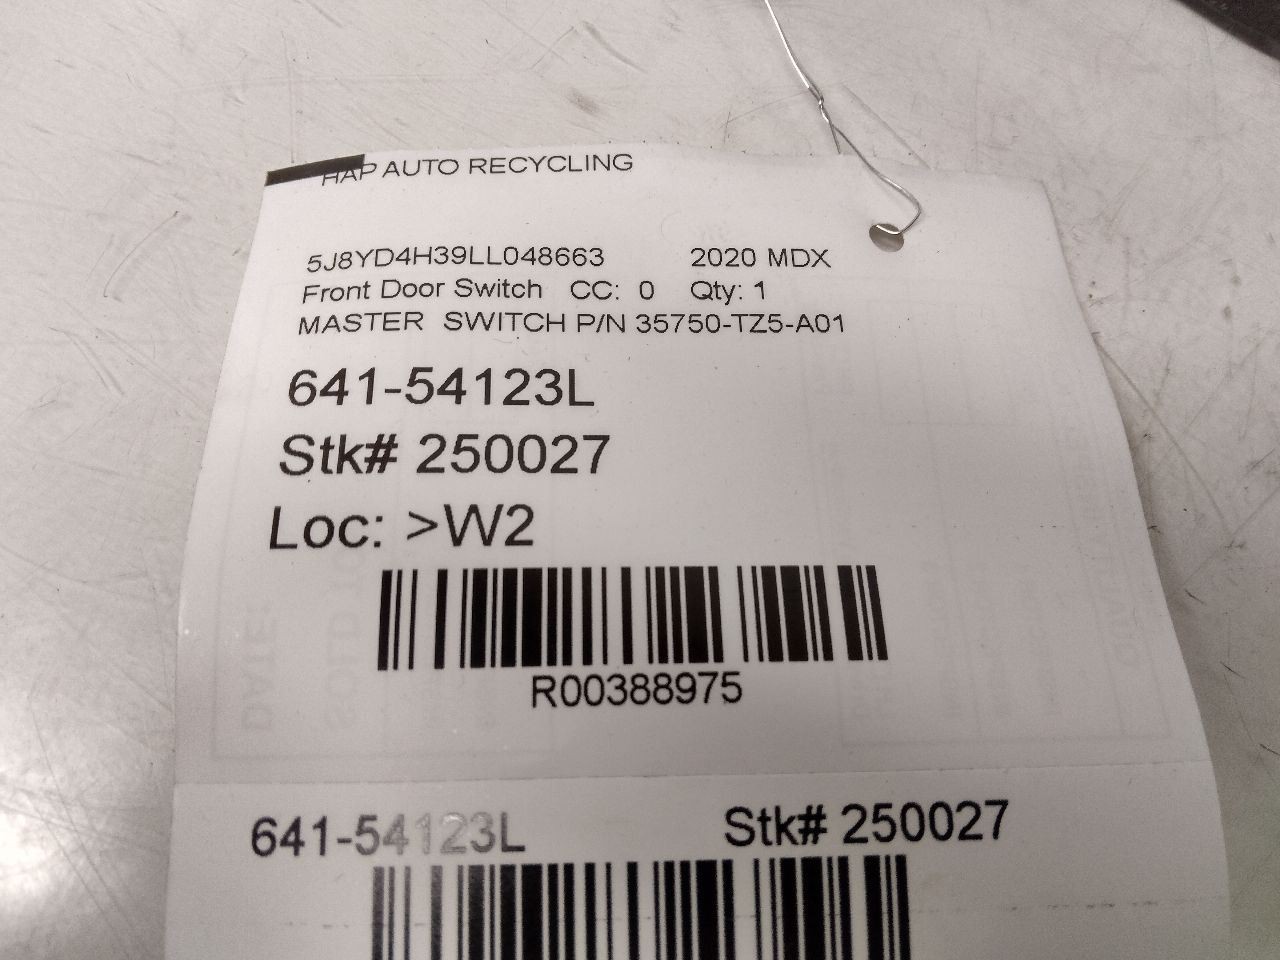 HAP AUTO RECYCLING
5J8YD4H39LL048663 2020 MDX
Front Door Switch CC: 0 Qty: 1
MASTER SWITCH P/N 35750-TZ5-A01
641-54123L
Stk# 250027
Loc: >W2
R00388975
641-54123L Stk# 250027